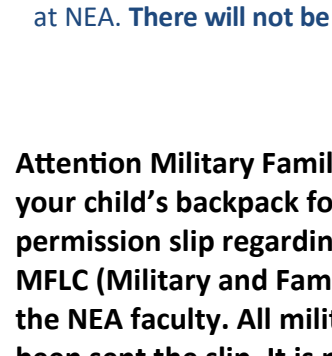 at NEA. There will not be
Attention Military Famil
your child’s backpack fo
permission slip regardin
MFLC (Military and Fam
the NEA faculty. All milit
been sent the slip. It is